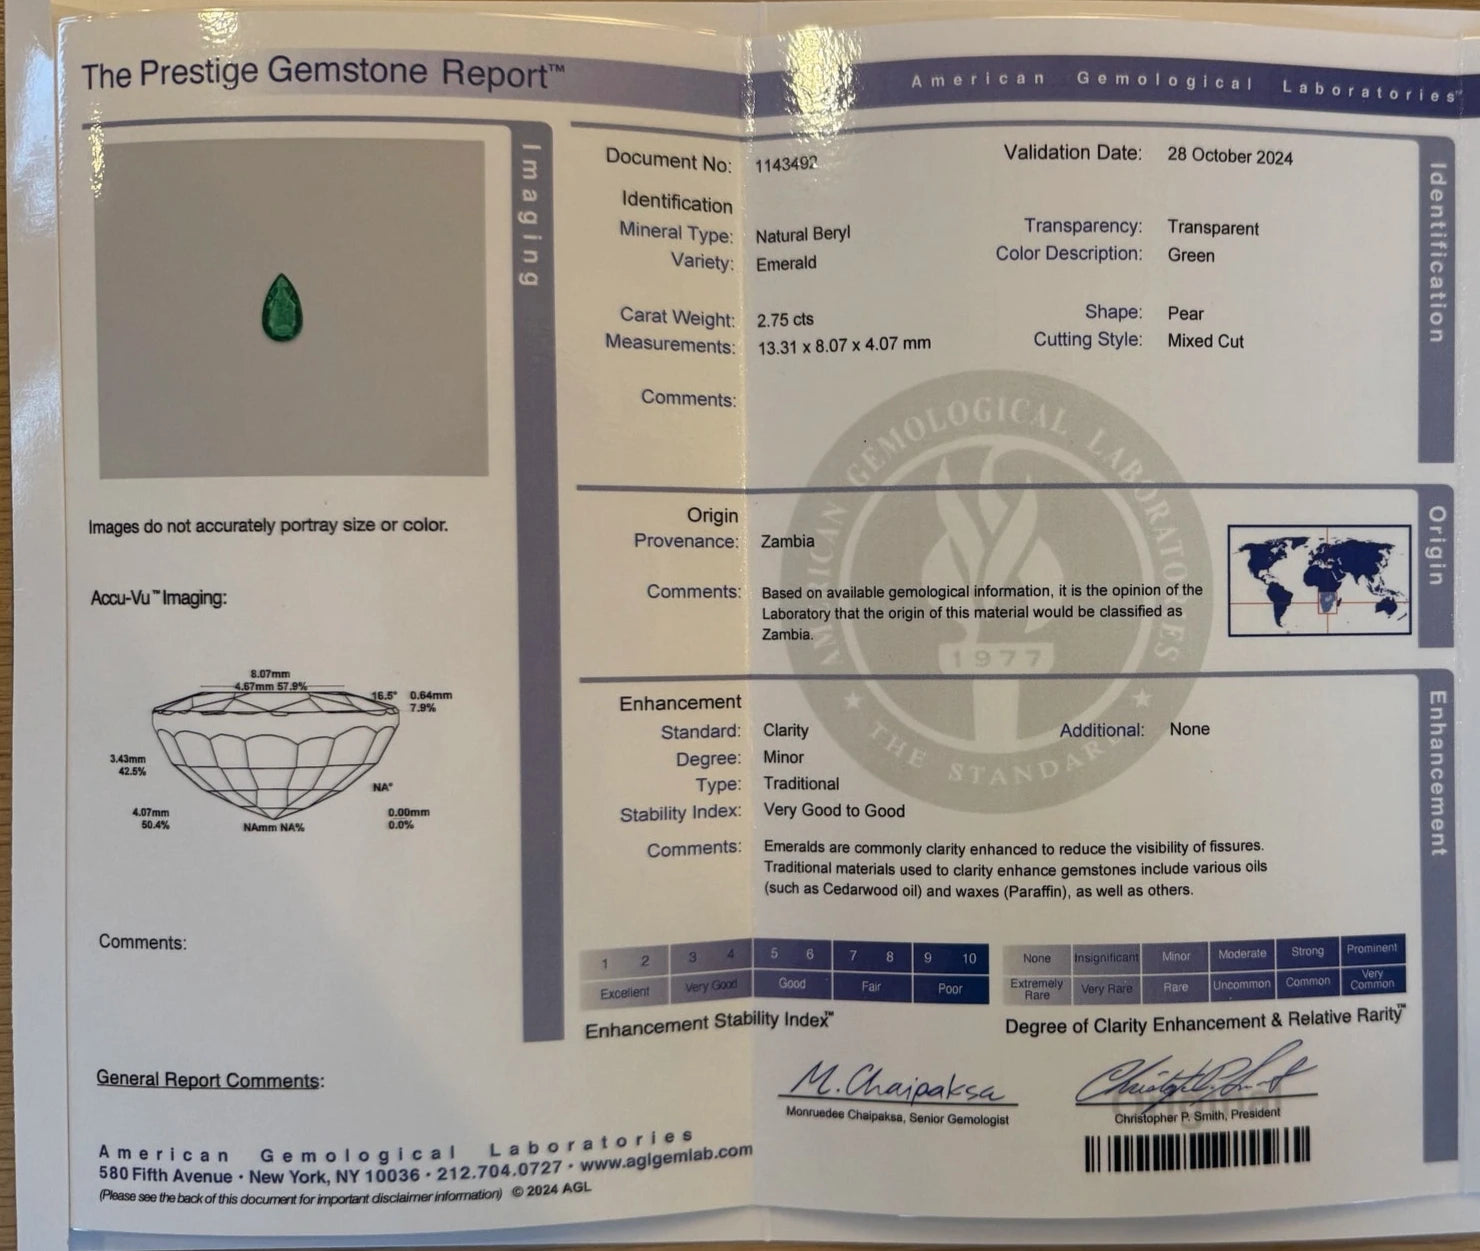 The Prestige Gemstone Report™
American Gemological Laboratories™
Imaging
Images do not accurately portray size or color.
Accu-Vu™ Imaging:
8.07mm
4.67mm 57.9%
16.5° 0.64mm
7.9%
3.43mm
42.5%
NA°
4.07mm
50.4%
0.00mm
0.0%
NAmm NA%
Comments:
General Report Comments:
Document No: 1143492
Validation Date: 28 October 2024
Identification
Identification
Mineral Type: Natural Beryl
Transparency: Transparent
Variety: Emerald
Color Description: Green
Carat Weight: 2.75 cts
Shape: Pear
Measurements: 13.31 x 8.07 x 4.07 mm
Cutting Style: Mixed Cut
Comments:
AMERICAN GEMOLOGICAL LABORATORIES
1977
★ THE STANDARD ★
Origin
Origin
Provenance: Zambia
Comments: Based on available gemological information, it is the opinion of the
Laboratory that the origin of this material would be classified as
Zambia.
Enhancement
Enhancement
Standard: Clarity
Additional: None
Degree: Minor
Type: Traditional
Stability Index: Very Good to Good
Comments: Emeralds are commonly clarity enhanced to reduce the visibility of fissures.
Traditional materials used to clarity enhance gemstones include various oils
(such as Cedarwood oil) and waxes (Paraffin), as well as others.
1 2 3 4 5 6 7 8 9 10
Excellent Very Good Good Fair Poor
Enhancement Stability Index™
None Insignificant Minor Moderate Strong Prominent
Extremely Rare Very Rare Rare Uncommon Common Very Common
Degree of Clarity Enhancement & Relative Rarity™
M. Chaipaksa
Monruedee Chaipaksa, Senior Gemologist
Original
Christopher P. Smith, President
American Gemological Laboratories
580 Fifth Avenue • New York, NY 10036 • 212.704.0727 • www.aglgemlab.com
(Please see the back of this document for important disclaimer information) © 2024 AGL